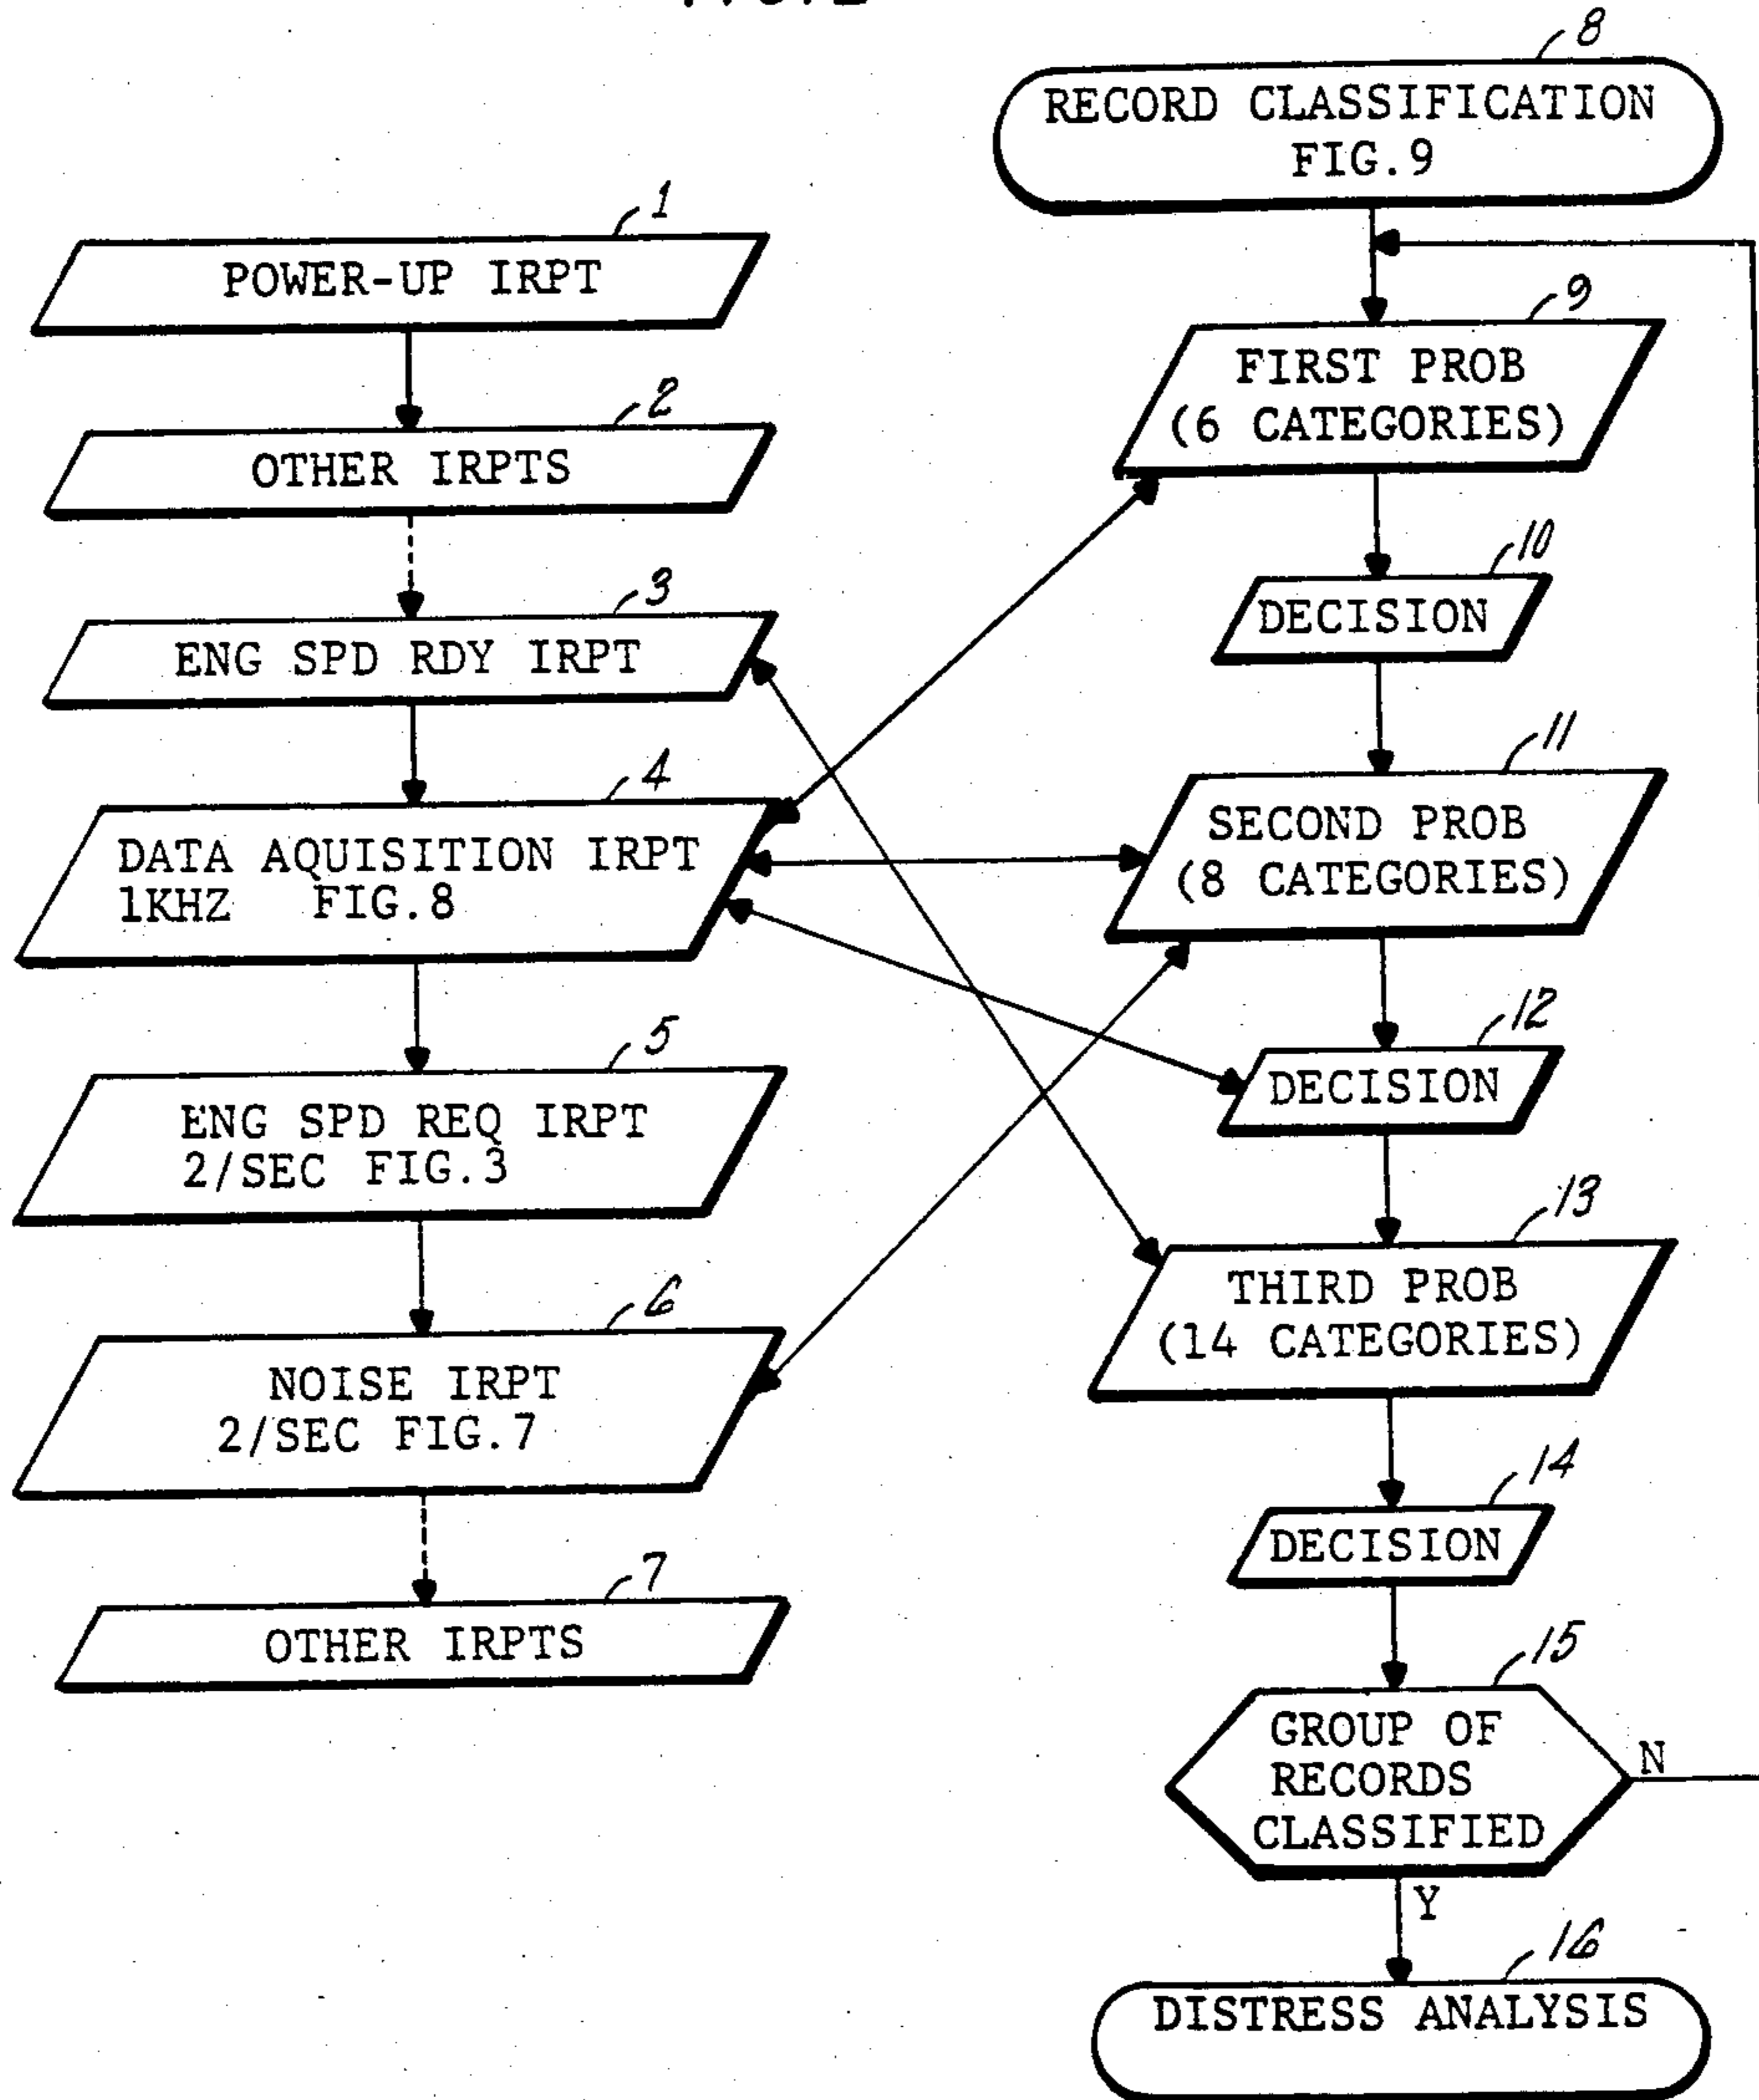 1
POWER-UP IRPT
2
OTHER IRPTS
3
ENG SPD RDY IRPT
4
DATA AQUISITION IRPT
1KHZ FIG.8
5
ENG SPD REQ IRPT
2/SEC FIG.3
6
NOISE IRPT
2/SEC FIG.7
7
OTHER IRPTS
8
RECORD CLASSIFICATION
FIG.9
9
FIRST PROB
(6 CATEGORIES)
10
DECISION
11
SECOND PROB
(8 CATEGORIES)
12
DECISION
13
THIRD PROB
(14 CATEGORIES)
14
DECISION
15
GROUP OF
RECORDS
CLASSIFIED
N
Y
16
DISTRESS ANALYSIS